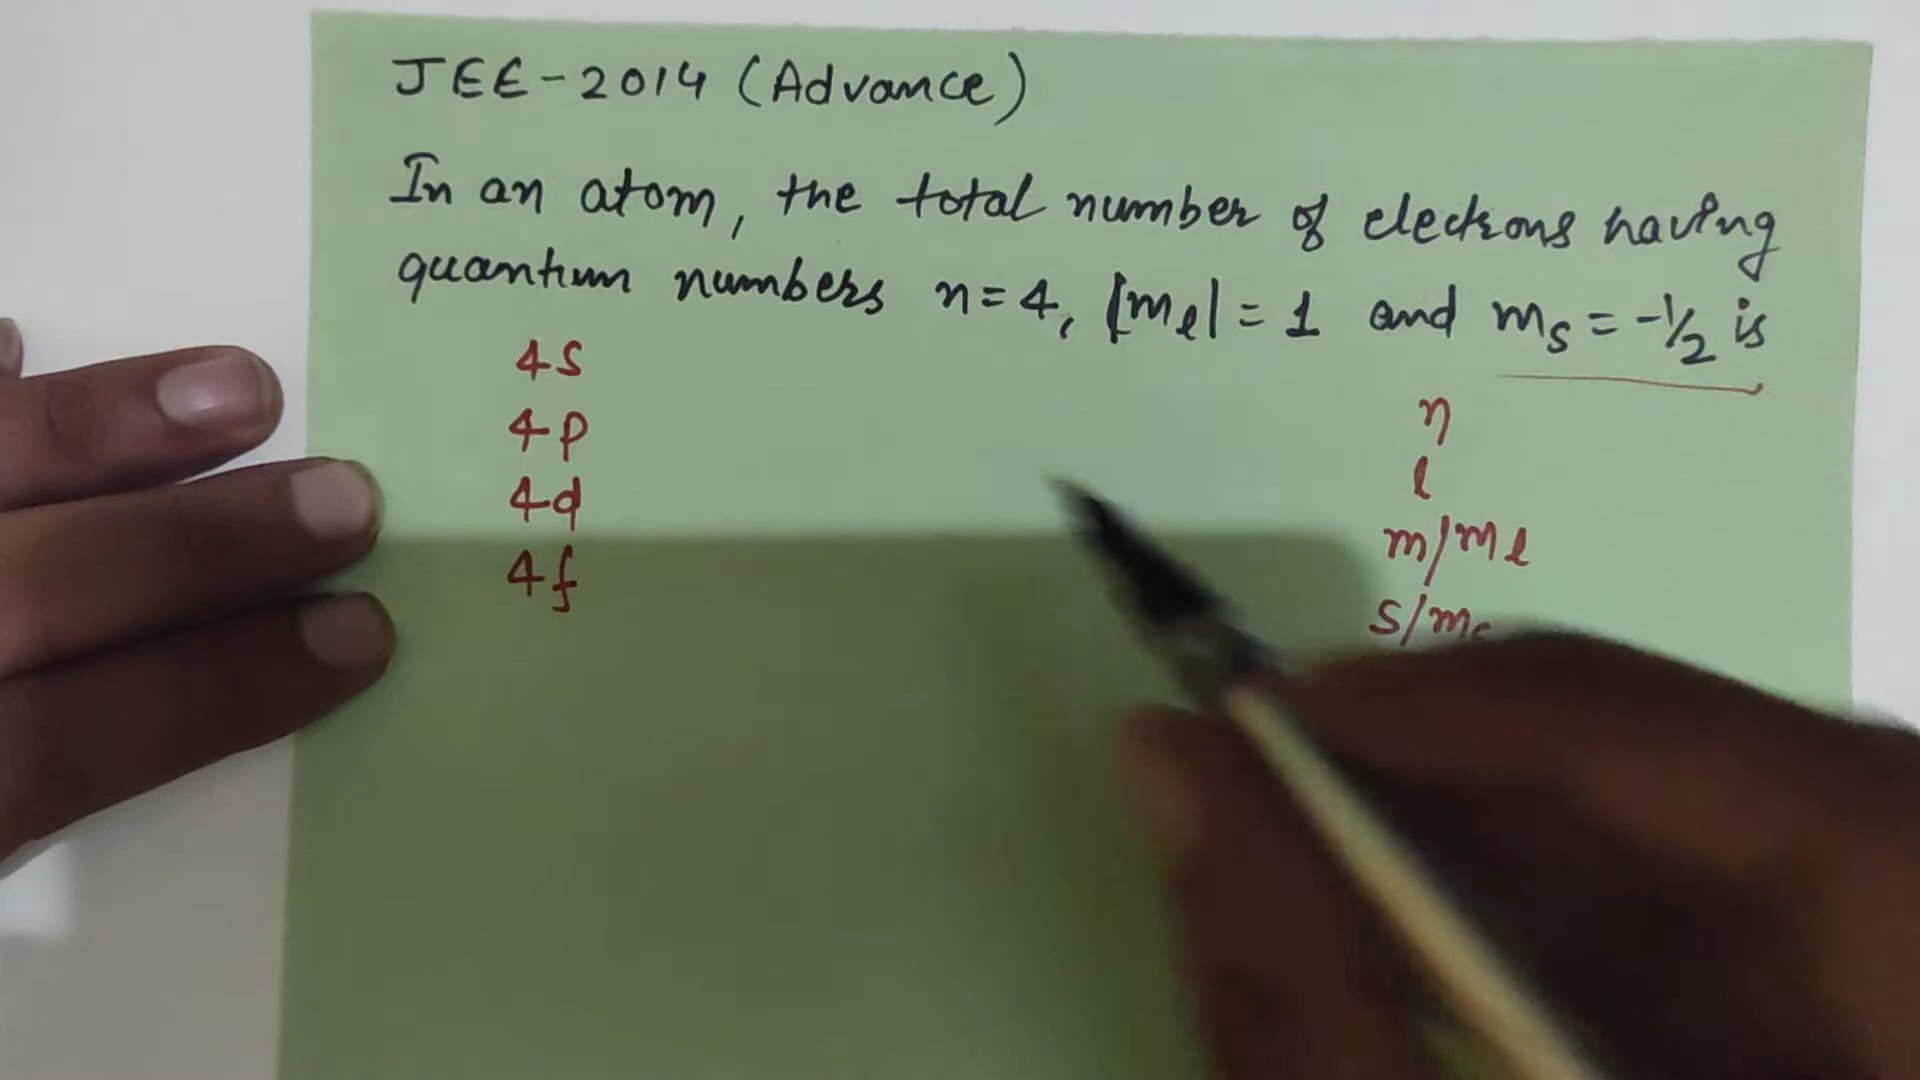 JEE-2014 (Advance)
In an atom, the total number of electrons having
quantum numbers n=4, |mℓ|=1 and ms=-1/2 is
4s
4p
4d
4f
n
l
m/mℓ
s/ms